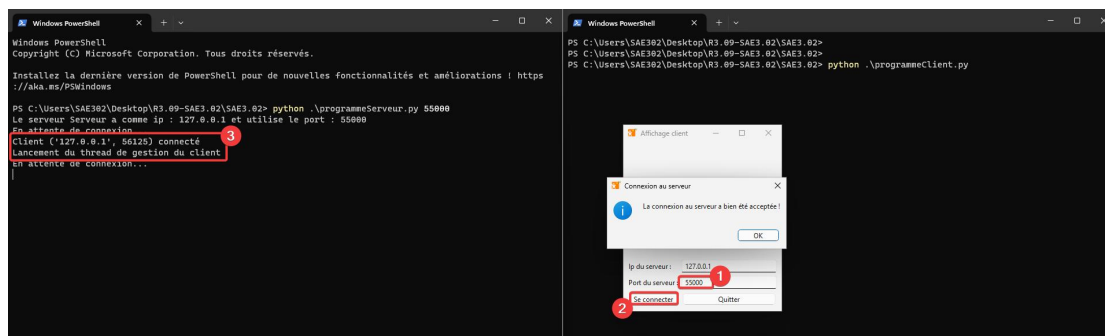 Windows PowerShell
Windows PowerShell
Copyright (C) Microsoft Corporation. Tous droits réservés.
Installez la dernière version de PowerShell pour de nouvelles fonctionnalités et améliorations ! https
://aka.ms/PSWindows
PS C:\Users\SAE302\Desktop\R3.09-SAE3.02\SAE3.02> python .\programmeServeur.py 55000
Le serveur Serveur a comme ip : 127.0.0.1 et utilise le port : 55000
En attente de connexion...
3
Client ('127.0.0.1', 56125) connecté
Lancement du thread de gestion du client
En attente de connexion...
Windows PowerShell
PS C:\Users\SAE302\Desktop\R3.09-SAE3.02\SAE3.02>
PS C:\Users\SAE302\Desktop\R3.09-SAE3.02\SAE3.02>
PS C:\Users\SAE302\Desktop\R3.09-SAE3.02\SAE3.02> python .\programmeClient.py
Affichage client
Connexion au serveur
La connexion au serveur a bien été acceptée !
OK
Ip du serveur : 127.0.0.1
1
Port du serveur : 55000
2
Se connecter Quitter